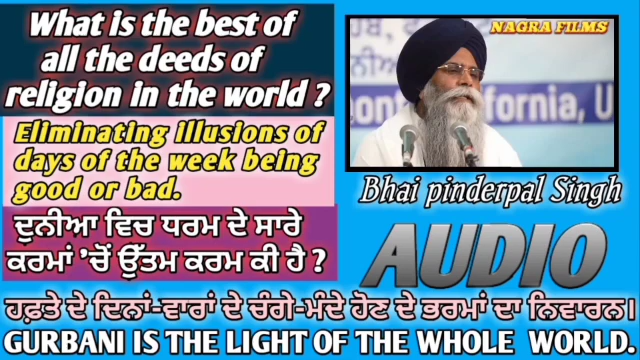 What is the best of
all the deeds of
religion in the world ?
Eliminating illusions of
days of the week being
good or bad.
ਦੁਨੀਆ ਵਿਚ ਧਰਮ ਦੇ ਸਾਰੇ
ਕਰਮਾਂ ’ਚੋਂ ਉੱਤਮ ਕਰਮ ਕੀ ਹੈ ?
NAGRA FILMS
ornia, U
Bhai pinderpal Singh
AUDIO
ਹਫ਼ਤੇ ਦੇ ਦਿਨਾਂ-ਵਾਰਾਂ ਦੇ ਚੰਗੇ-ਮੰਦੇ ਹੋਣ ਦੇ ਭਰਮਾਂ ਦਾ ਨਿਵਾਰਨ।
GURBANI IS THE LIGHT OF THE WHOLE WORLD.